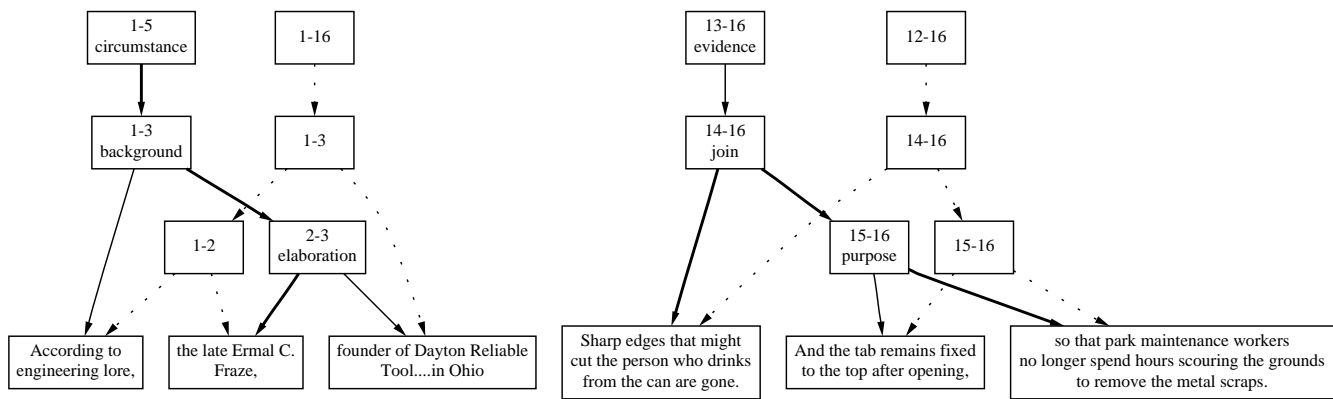 1-5
circumstance
1-16
13-16
evidence
12-16
1-3
background
1-3
14-16
join
14-16
1-2
2-3
elaboration
15-16
purpose
15-16
According to
engineering lore,
the late Ermal C.
Fraze,
founder of Dayton Reliable
Tool....in Ohio
Sharp edges that might
cut the person who drinks
from the can are gone.
And the tab remains fixed
to the top after opening,
so that park maintenance workers
no longer spend hours scouring the grounds
to remove the metal scraps.